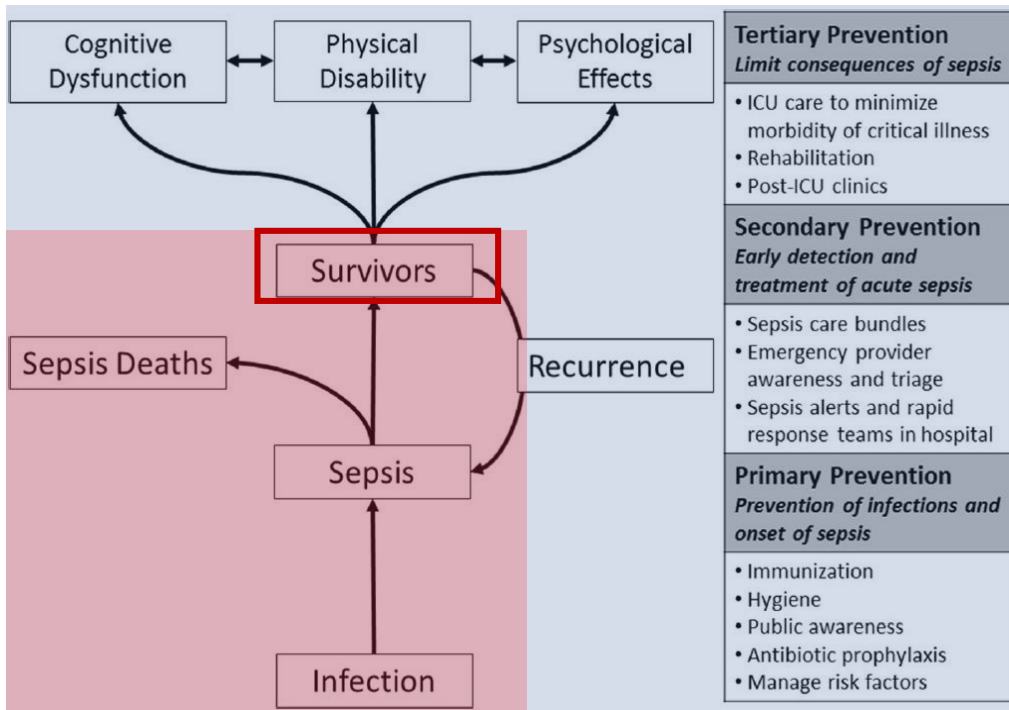 Cognitive
Dysfunction
Physical
Disability
Psychological
Effects
Survivors
Sepsis Deaths
Recurrence
Sepsis
Infection
Tertiary Prevention
Limit consequences of sepsis
• ICU care to minimize
morbidity of critical illness
• Rehabilitation
• Post-ICU clinics
Secondary Prevention
Early detection and
treatment of acute sepsis
• Sepsis care bundles
• Emergency provider
awareness and triage
• Sepsis alerts and rapid
response teams in hospital
Primary Prevention
Prevention of infections and
onset of sepsis
• Immunization
• Hygiene
• Public awareness
• Antibiotic prophylaxis
• Manage risk factors